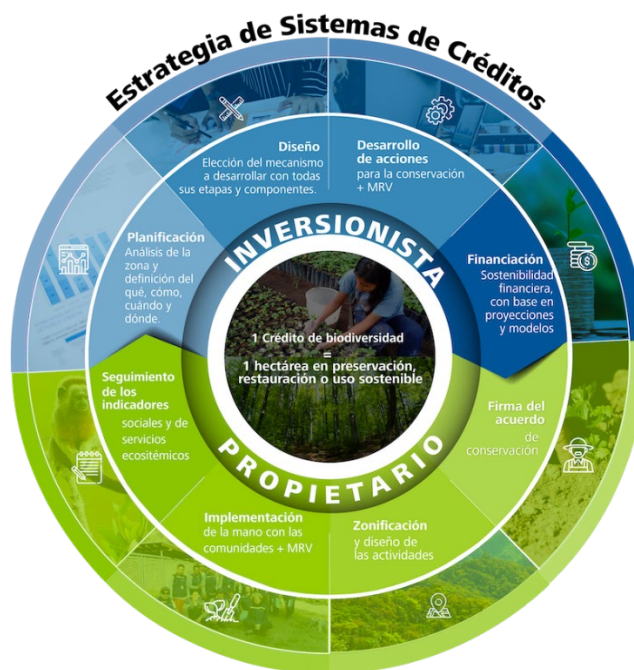 Estrategia de Sistemas de Créditos
Diseño
Elección del mecanismo
a desarrollar con todas
sus etapas y componentes.
Desarrollo
de acciones
para la conservación
+ MRV
Planificación
Análisis de la
zona y
definición del
qué, cómo,
cuándo y
dónde.
INVERSIONISTA
Financiación
Sostenibilidad
financiera,
con base en
proyecciones
y modelos
1 Crédito de biodiversidad
=
1 hectárea en preservación,
restauración o uso sostenible
Seguimiento
de los
indicadores
sociales y de
servicios
ecositémicos
Firma del
acuerdo
de
conservación
PROPIETARIO
Implementación
de la mano con las
comunidades + MRV
Zonificación
y diseño de
las actividades